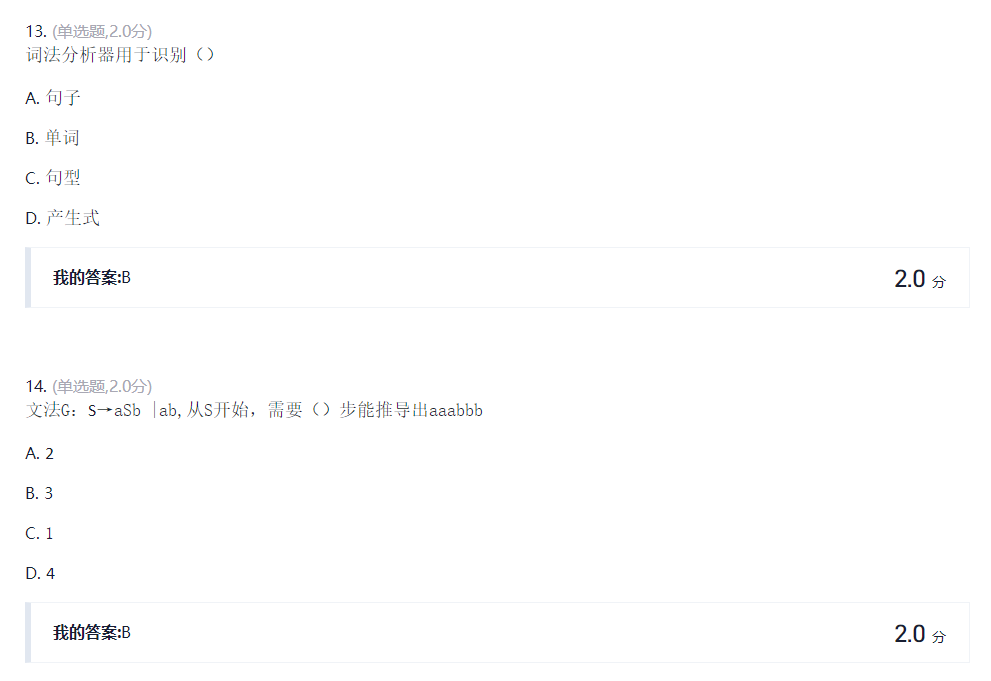 13. (单选题,2.0分)
词法分析器用于识别（）
A. 句子
B. 单词
C. 句型
D. 产生式
我的答案:B 2.0 分
14. (单选题,2.0分)
文法G：S→aSb |ab,从S开始，需要（）步能推导出aaabbb
A. 2
B. 3
C. 1
D. 4
我的答案:B 2.0 分